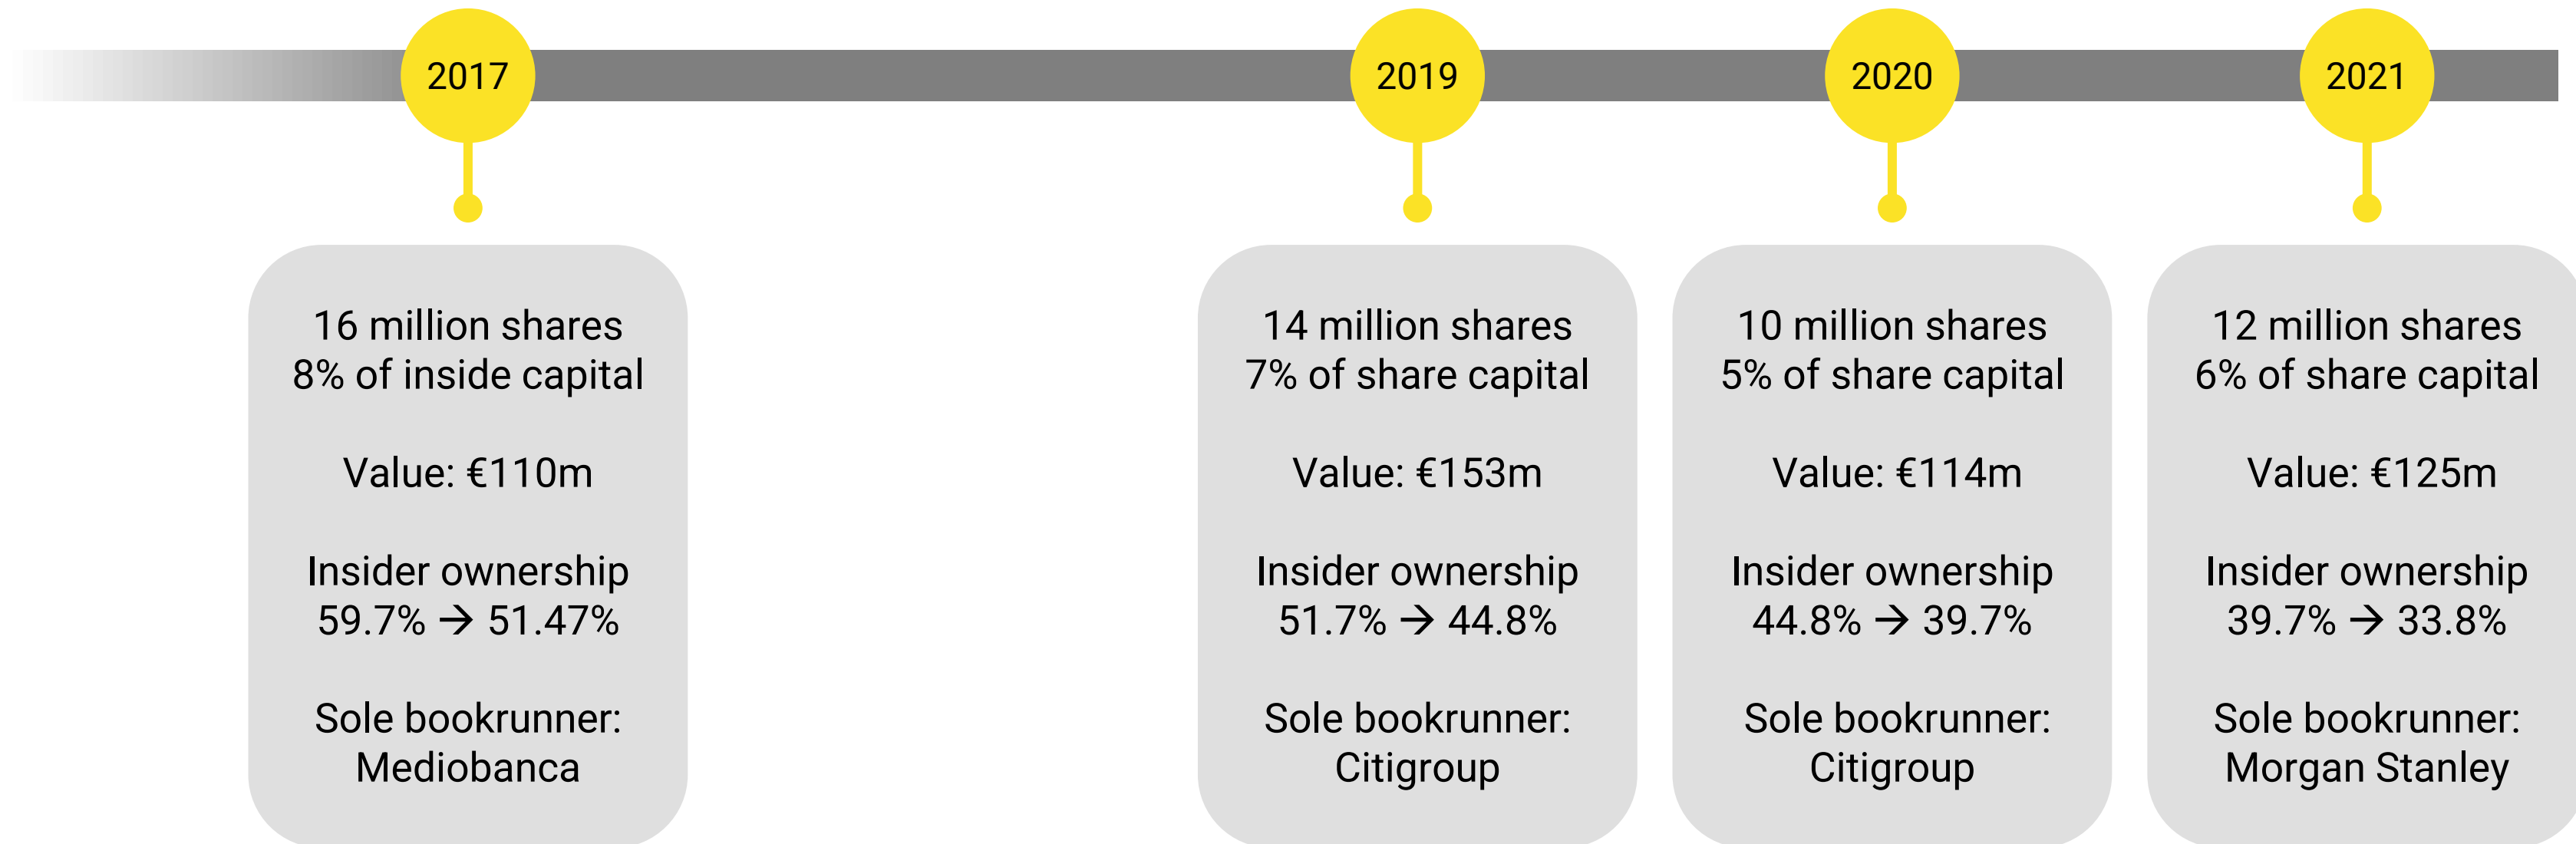 2017
2019
2020
2021
16 million shares
8% of inside capital
Value: €110m
Insider ownership
59.7% → 51.47%
Sole bookrunner:
Mediobanca
14 million shares
7% of share capital
Value: €153m
Insider ownership
51.7% → 44.8%
Sole bookrunner:
Citigroup
10 million shares
5% of share capital
Value: €114m
Insider ownership
44.8% → 39.7%
Sole bookrunner:
Citigroup
12 million shares
6% of share capital
Value: €125m
Insider ownership
39.7% → 33.8%
Sole bookrunner:
Morgan Stanley